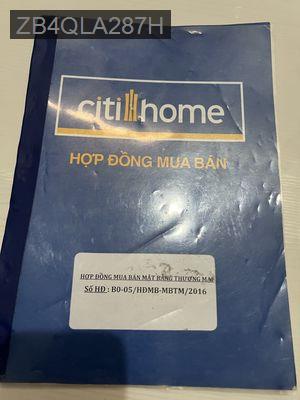 ZB4QLA287H
citihome
HỢP ĐỒNG MUA BÁN
HỢP ĐỒNG MUA BÁN MẶT BẰNG THƯƠNG MẠI
Số HĐ : B0-05/HĐMB-MBTM/2016